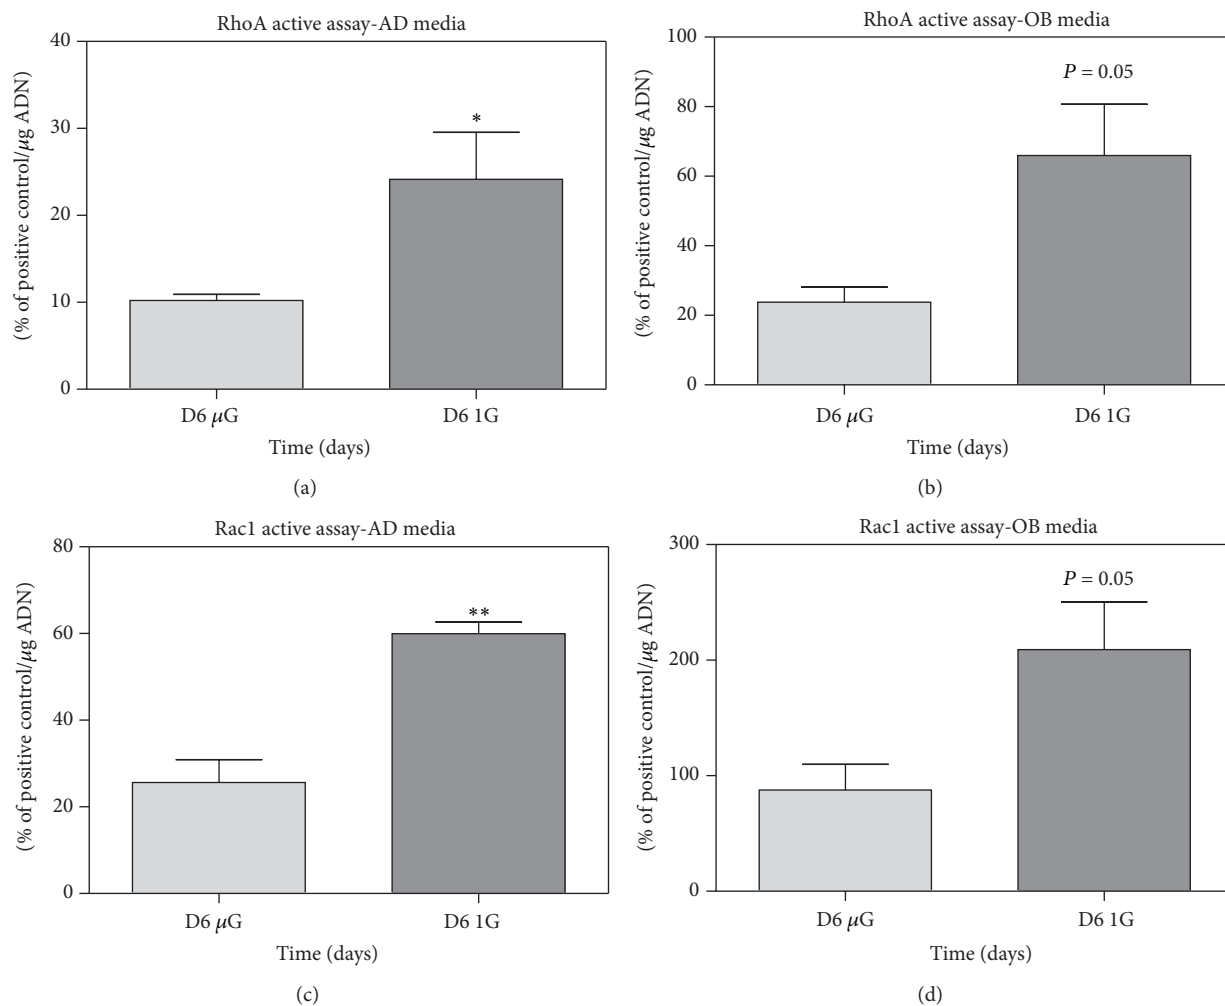 RhoA active assay-AD media
(% of positive control/μg ADN)
40
30
20
10
0
*
D6 μG
D6 1G
Time (days)
(a)
RhoA active assay-OB media
(% of positive control/μg ADN)
100
80
60
40
20
0
P = 0.05
D6 μG
D6 1G
Time (days)
(b)
Rac1 active assay-AD media
(% of positive control/μg ADN)
80
60
40
20
0
**
D6 μG
D6 1G
Time (days)
(c)
Rac1 active assay-OB media
(% of positive control/μg ADN)
300
200
100
0
P = 0.05
D6 μG
D6 1G
Time (days)
(d)